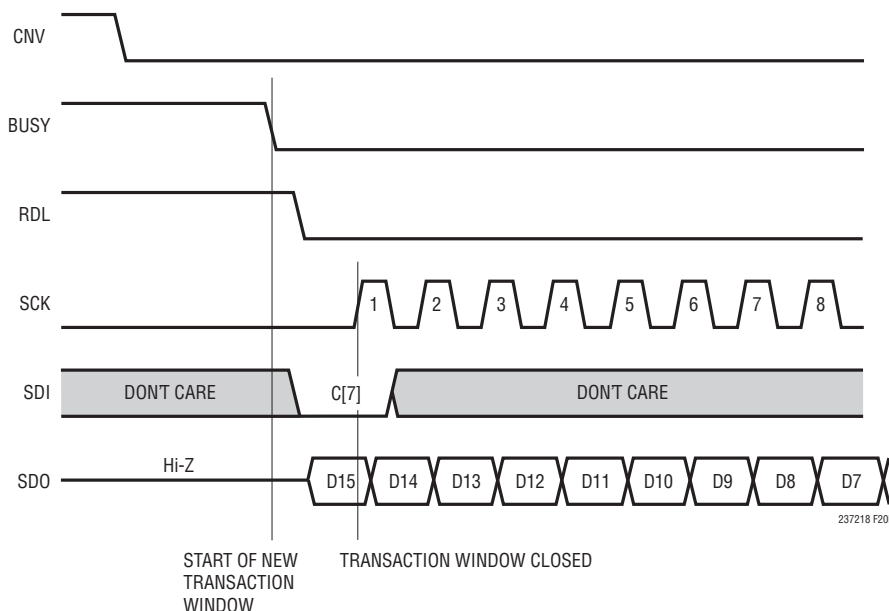 CNV
BUSY
RDL
SCK
1 2 3 4 5 6 7 8
SDI
DON'T CARE
C[7]
DON'T CARE
SDO
Hi-Z
D15 D14 D13 D12 D11 D10 D9 D8 D7
237218 F20
START OF NEW
TRANSACTION
WINDOW
TRANSACTION WINDOW CLOSED